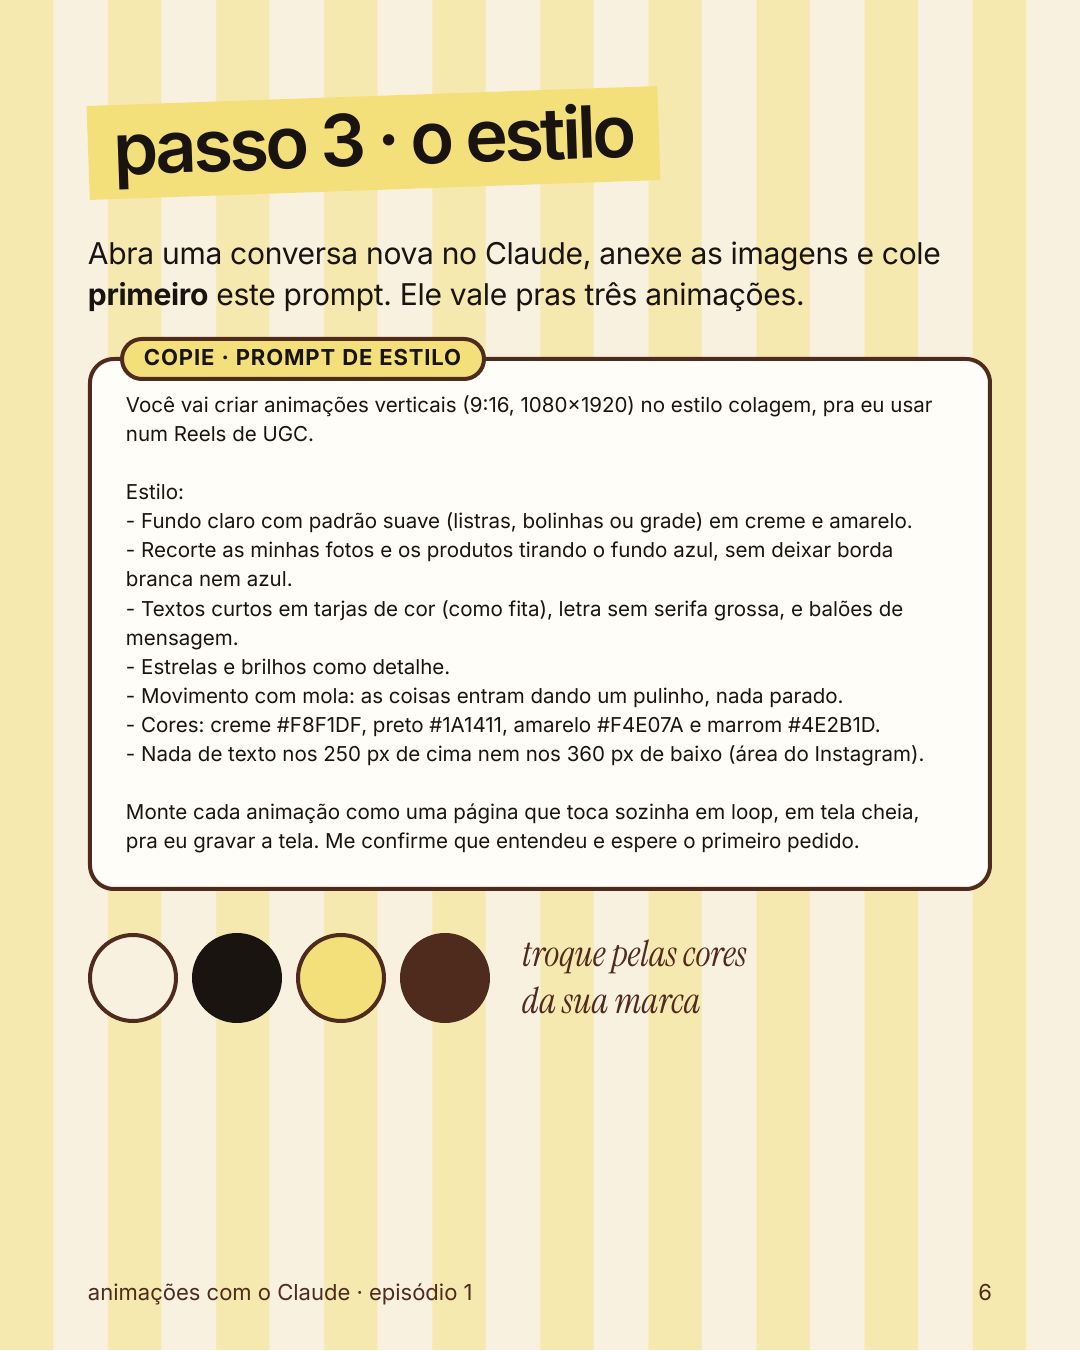 passo 3 · o estilo
Abra uma conversa nova no Claude, anexe as imagens e cole
primeiro este prompt. Ele vale pras três animações.
COPIE · PROMPT DE ESTILO
Você vai criar animações verticais (9:16, 1080×1920) no estilo colagem, pra eu usar
num Reels de UGC.
Estilo:
- Fundo claro com padrão suave (listras, bolinhas ou grade) em creme e amarelo.
- Recorte as minhas fotos e os produtos tirando o fundo azul, sem deixar borda
branca nem azul.
- Textos curtos em tarjas de cor (como fita), letra sem serifa grossa, e balões de
mensagem.
- Estrelas e brilhos como detalhe.
- Movimento com mola: as coisas entram dando um pulinho, nada parado.
- Cores: creme #F8F1DF, preto #1A1411, amarelo #F4E07A e marrom #4E2B1D.
- Nada de texto nos 250 px de cima nem nos 360 px de baixo (área do Instagram).
Monte cada animação como uma página que toca sozinha em loop, em tela cheia,
pra eu gravar a tela. Me confirme que entendeu e espere o primeiro pedido.
troque pelas cores
da sua marca
animações com o Claude · episódio 1
6